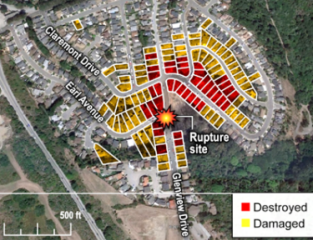 Claremont Drive
Earl Avenue
Rupture
site
Glenview Drive
500 ft
Destroyed
Damaged